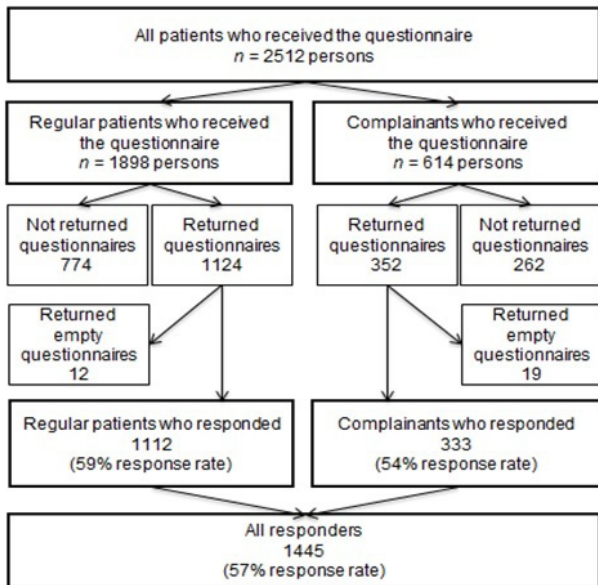 All patients who received the questionnaire
n = 2512 persons
Regular patients who received
the questionnaire
n = 1898 persons
Complainants who received
the questionnaire
n = 614 persons
Not returned
questionnaires
774
Returned
questionnaires
1124
Returned
questionnaires
352
Not returned
questionnaires
262
Returned
empty
questionnaires
12
Returned
empty
questionnaires
19
Regular patients who responded
1112
(59% response rate)
Complainants who responded
333
(54% response rate)
All responders
1445
(57% response rate)